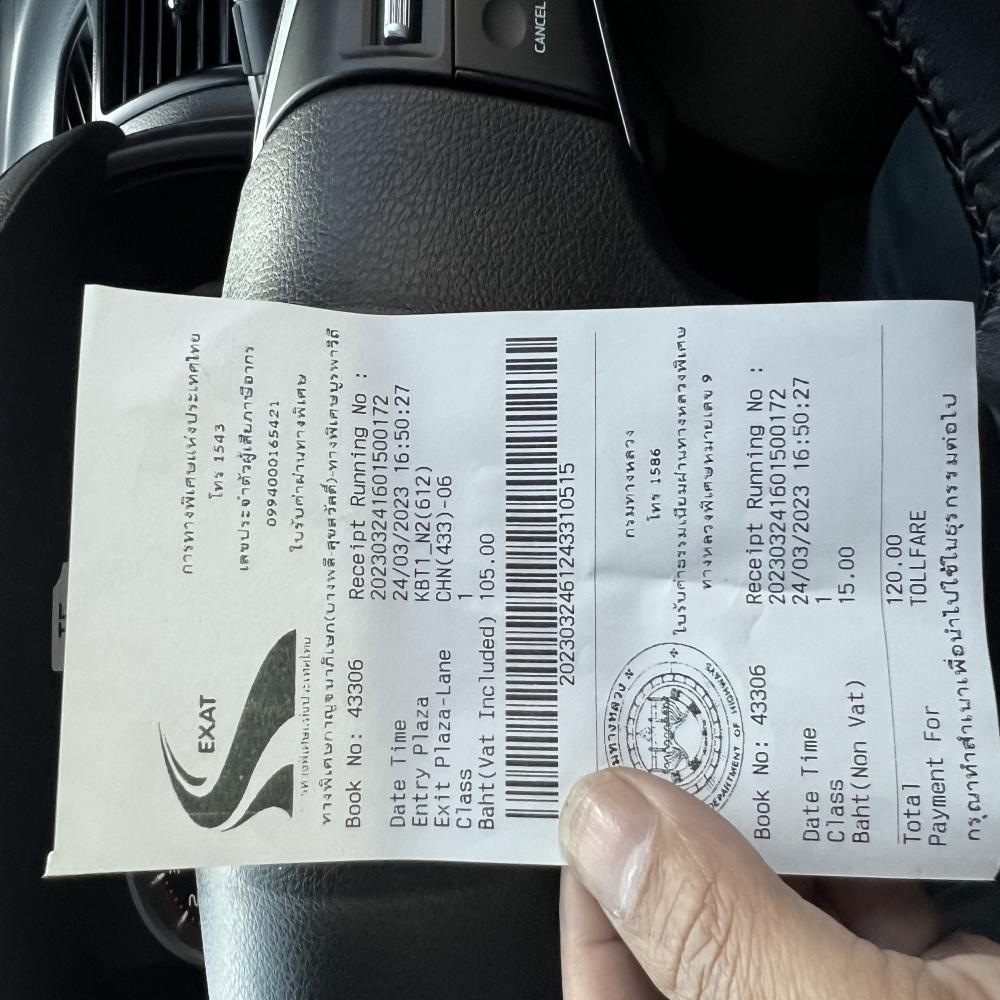 CANCEL
EXAT
การทางพิเศษแห่งประเทศไทย
โทร 1543
เลขประจำตัวผู้เสียภาษีอากร
0994000165421
ใบรับค่าผ่านทางพิเศษ
ทางพิเศษกาญจนาภิเษก(บางพลี-สุขสวัสดิ์)-ทางพิเศษบูรพาวิถี
Book No: 43306 Receipt Running No :
202303241601500172
Date Time 24/03/2023 16:50:27
Entry Plaza KBT1_N2(612)
Exit Plaza-Lane CHN(433)-06
Class 1
Baht(Vat Included) 105.00
2023032461243310515
กรมทางหลวง
โทร 1586
ใบรับค่าธรรมเนียมผ่านทางหลวงพิเศษ
ทางหลวงพิเศษหมายเลข 9
DEPARTMENT OF HIGHWAYS
Book No: 43306 Receipt Running No :
202303241601500172
Date Time 24/03/2023 16:50:27
Class 1
Baht(Non Vat) 15.00
Total 120.00
Payment For TOLLFARE
กรุณาทำสำเนาเพื่อนำไปใช้ในธุรกรรมต่อไป